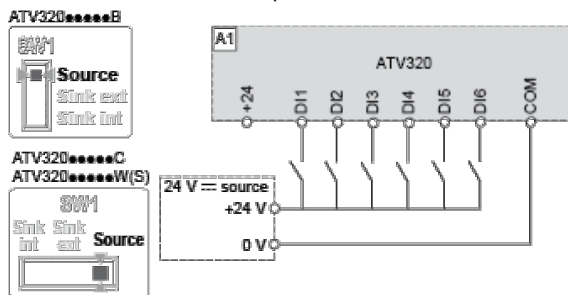 ATV320●●●●●B
SW1
Source
Sink ext
Sink int
ATV320●●●●●C
ATV320●●●●●W(S)
SW1
Sink int
Sink ext
Source
A1
ATV320
+24
DI1
DI2
DI3
DI4
DI5
DI6
COM
24 V ⎓ source
+24 V
0 V